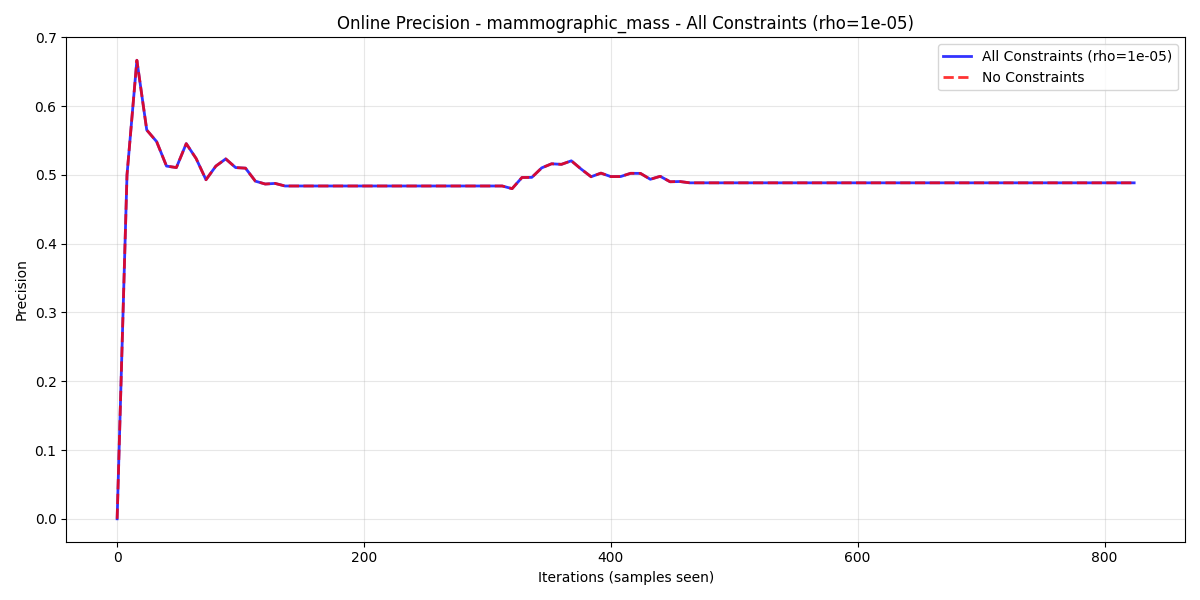 Online Precision - mammographic_mass - All Constraints (rho=1e-05)
All Constraints (rho=1e-05)
No Constraints
Precision
0.7
0.6
0.5
0.4
0.3
0.2
0.1
0.0
0
200
400
600
800
Iterations (samples seen)